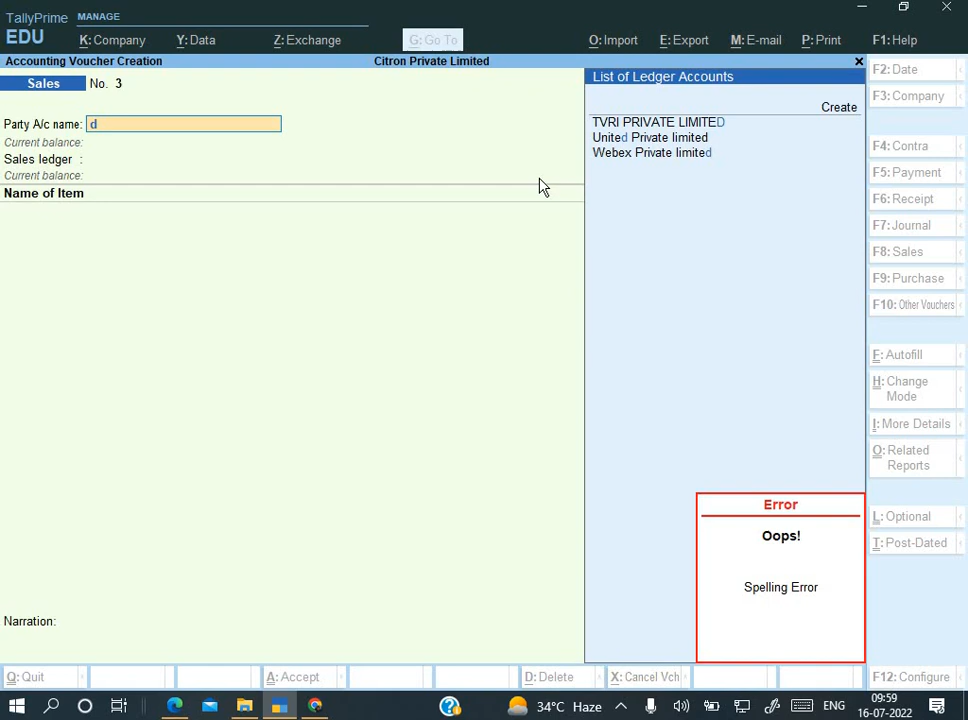 TallyPrime
MANAGE
EDU
K: Company
Y: Data
Z: Exchange
G: Go To
O: Import
E: Export
M: E-mail
P: Print
F1: Help
Accounting Voucher Creation
Citron Private Limited
Sales
No. 3
Party A/c name: d
Current balance:
Sales ledger :
Current balance:
Name of Item
Narration:
List of Ledger Accounts
Create
TVRI PRIVATE LIMITED
United Private limited
Webex Private limited
Error
Oops!
Spelling Error
F2: Date
F3: Company
F4: Contra
F5: Payment
F6: Receipt
F7: Journal
F8: Sales
F9: Purchase
F10: Other Vouchers
F: Autofill
H: Change
Mode
I: More Details
O: Related
Reports
L: Optional
T: Post-Dated
Q: Quit
A: Accept
D: Delete
X: Cancel Vch
F12: Configure
34°C Haze
ENG
09:59
16-07-2022